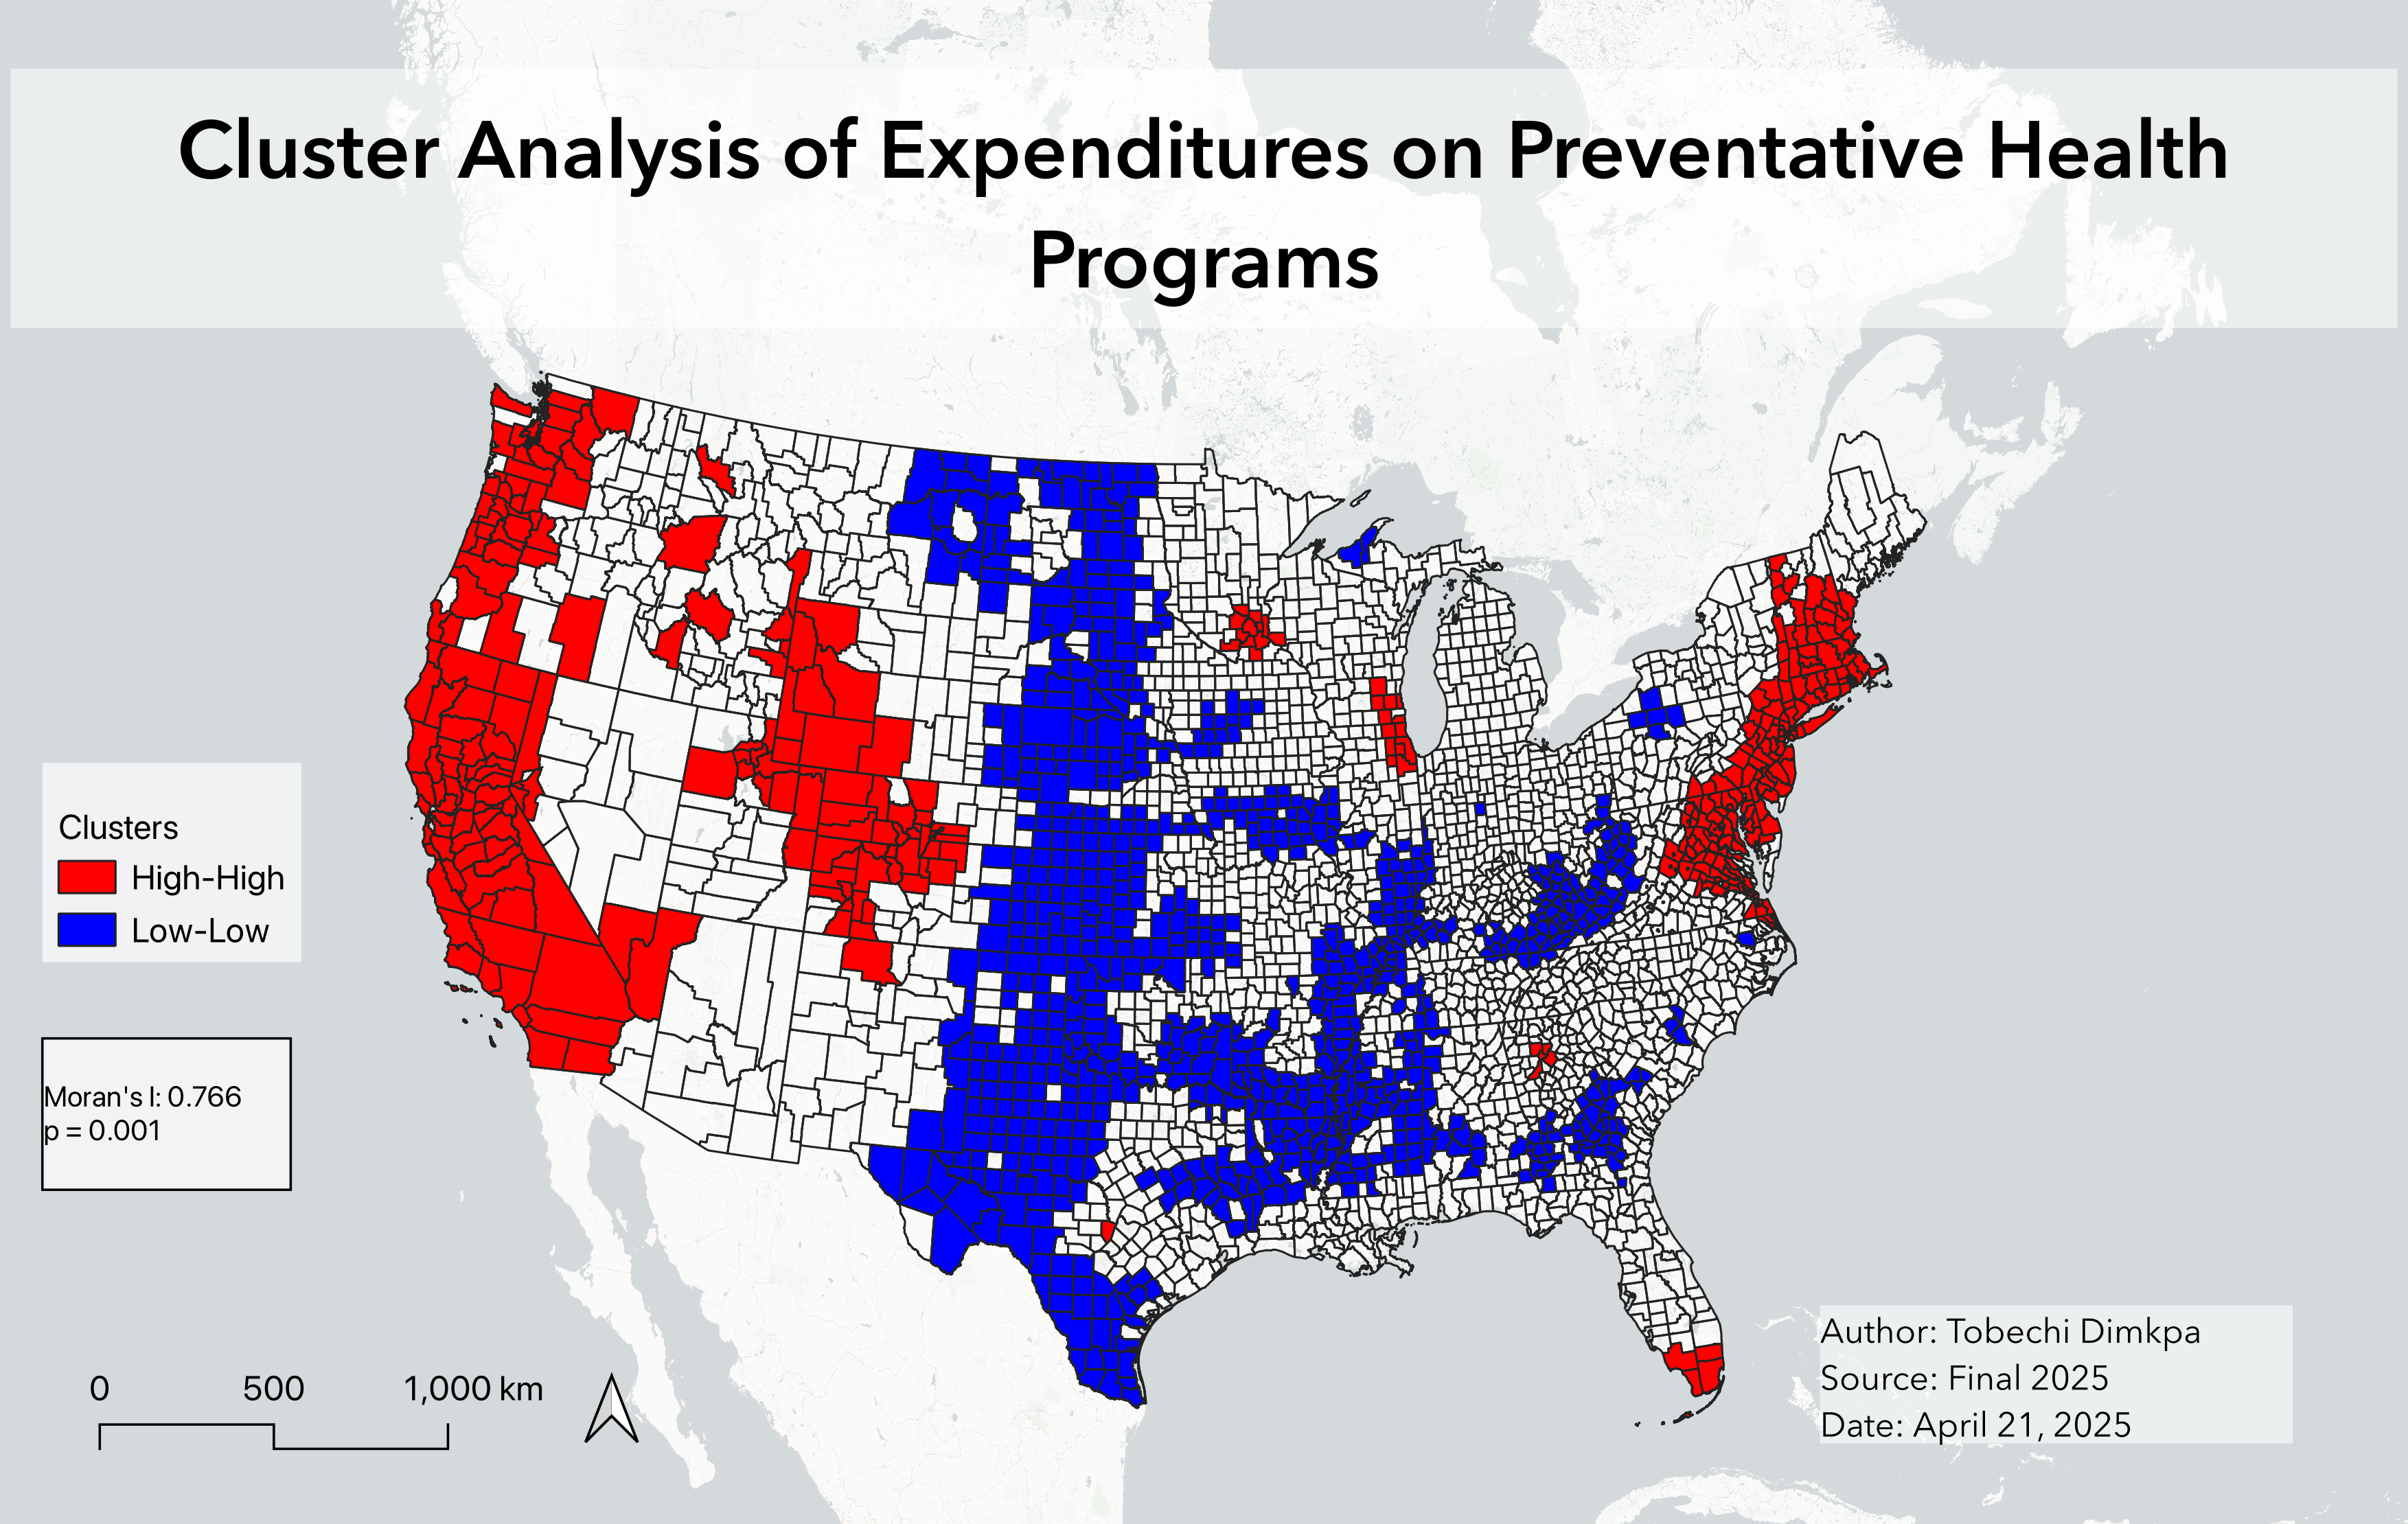 Cluster Analysis of Expenditures on Preventative Health
Programs
Clusters
High-High
Low-Low
Moran's I: 0.766
p = 0.001
0 500 1,000 km
Author: Tobechi Dimkpa
Source: Final 2025
Date: April 21, 2025